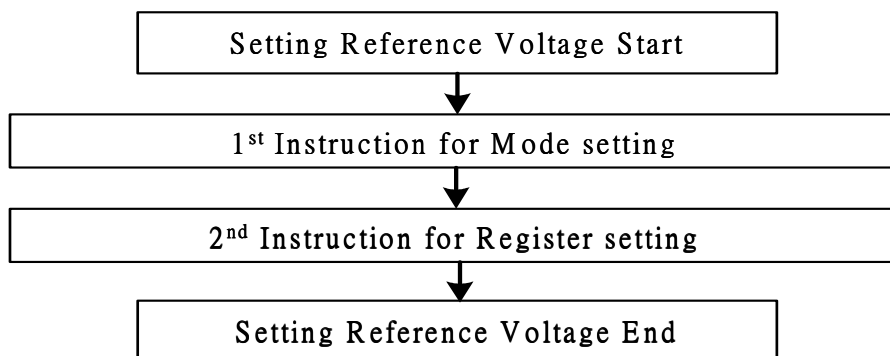 Setting Reference Voltage Start
1st Instruction for Mode setting
2nd Instruction for Register setting
Setting Reference Voltage End